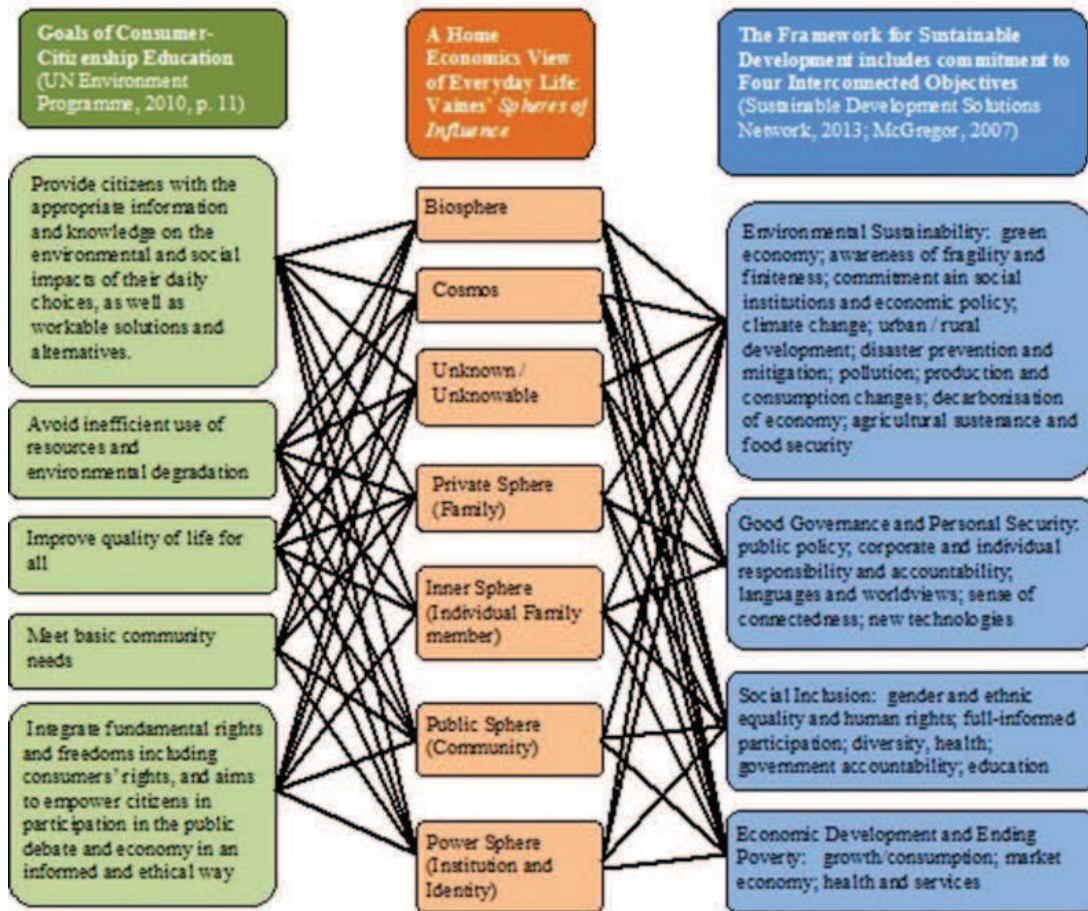 Goals of Consumer-
Citizenship Education
(UN Environment
Programme, 2010, p. 11)
Provide citizens with the
appropriate information
and knowledge on the
environmental and social
impacts of their daily
choices, as well as
workable solutions and
alternatives.
Avoid inefficient use of
resources and
environmental degradation
Improve quality of life for
all
Meet basic community
needs
Integrate fundamental rights
and freedoms including
consumers' rights, and aims
to empower citizens in
participation in the public
debate and economy in an
informed and ethical way
A Home
Economics View
of Everyday Life:
Vaines' Spheres of
Influence
Biosphere
Cosmos
Unknown /
Unknowable
Private Sphere
(Family)
Inner Sphere
(Individual Family
member)
Public Sphere
(Community)
Power Sphere
(Institution and
Identity)
The Framework for Sustainable
Development includes commitment to
Four Interconnected Objectives
(Sustainable Development Solutions
Network, 2013; McGregor, 2007)
Environmental Sustainability: green
economy; awareness of fragility and
finiteness; commitment ain social
institutions and economic policy;
climate change; urban / rural
development; disaster prevention and
mitigation; pollution; production and
consumption changes; decarbonisation
of economy; agricultural sustenance and
food security
Good Governance and Personal Security:
public policy; corporate and individual
responsibility and accountability;
languages and worldviews; sense of
connectedness; new technologies
Social Inclusion: gender and ethnic
equality and human rights; full-informed
participation; diversity, health;
government accountability; education
Economic Development and Ending
Poverty: growth/consumption; market
economy; health and services